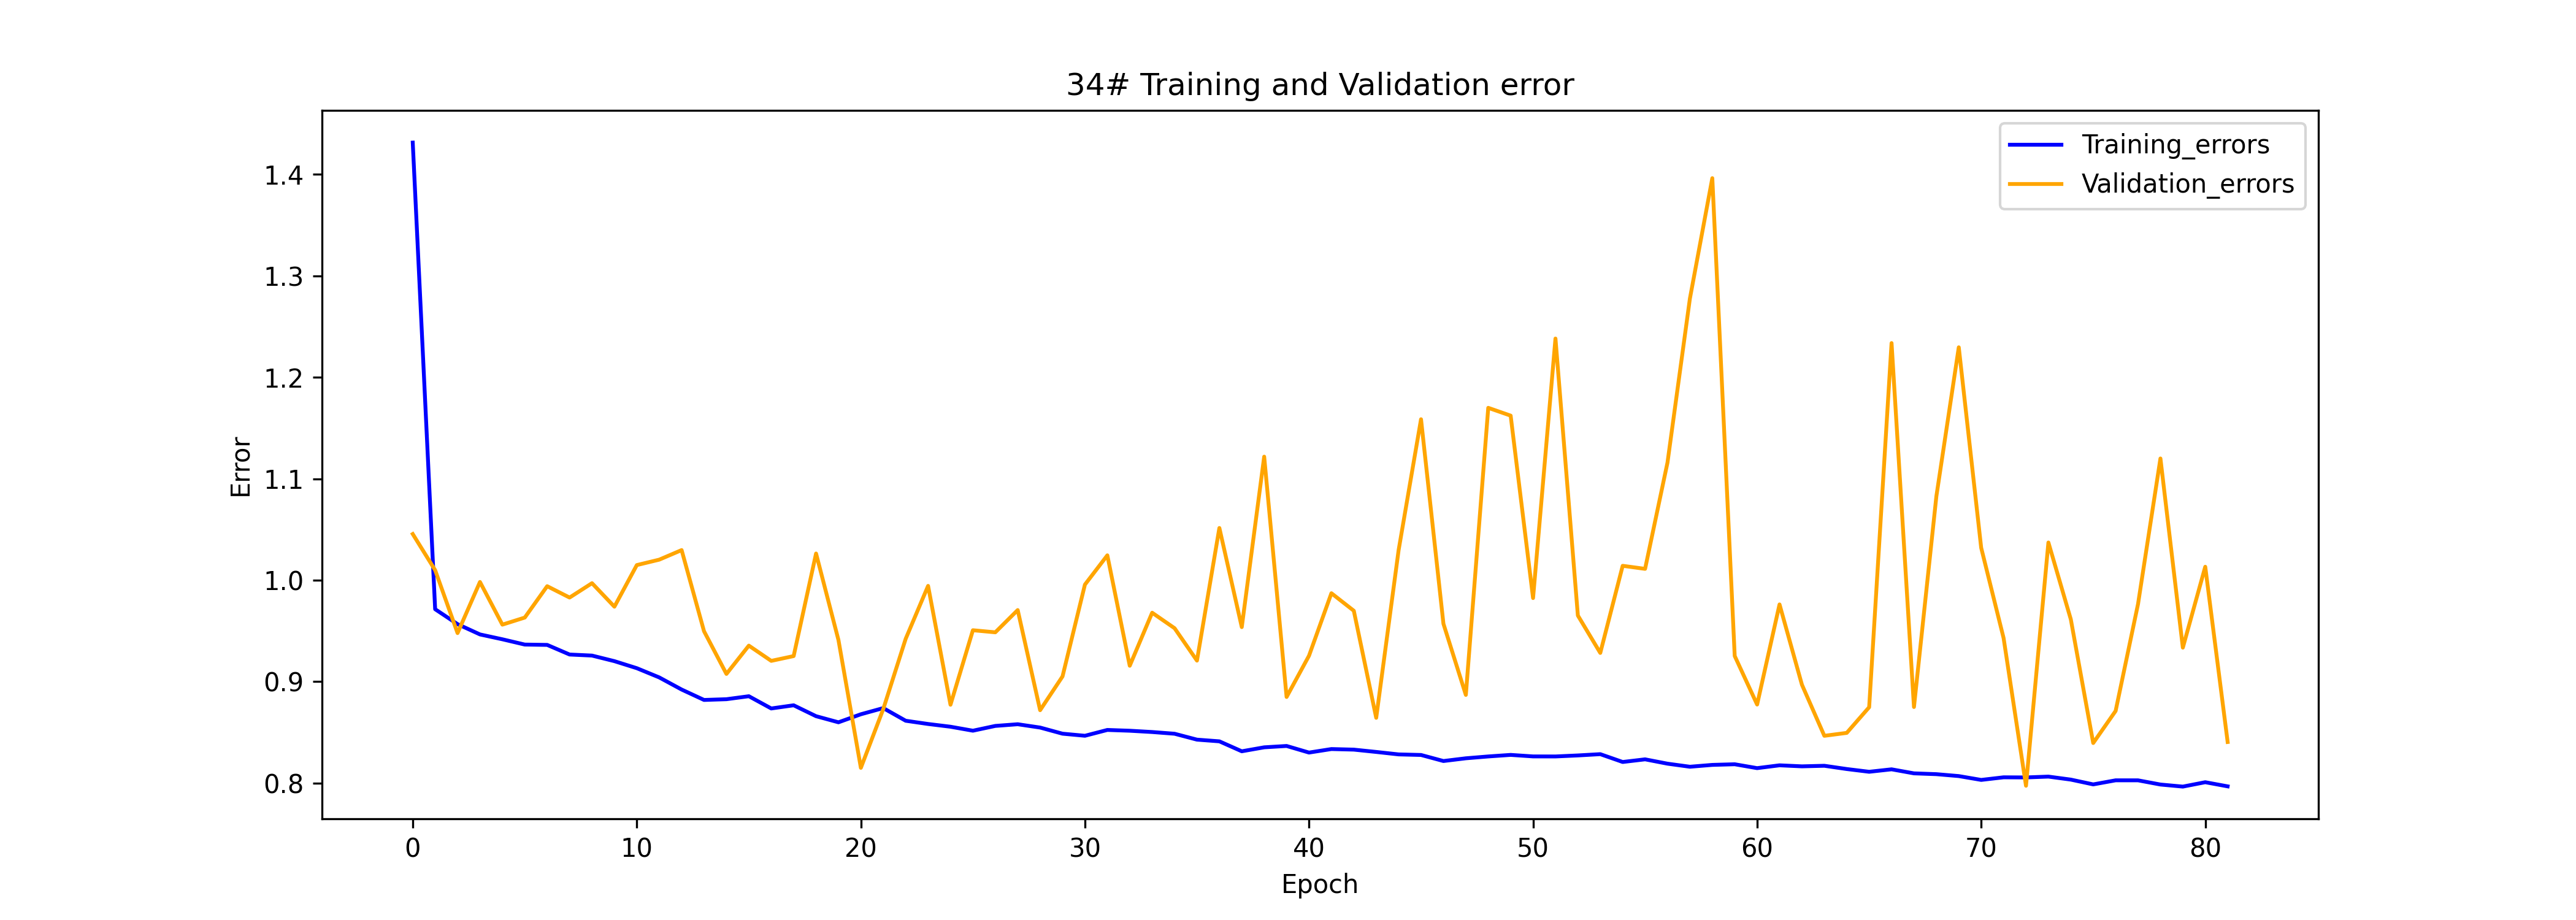 34# Training and Validation error
Training_errors
Validation_errors
1.4
1.3
1.2
1.1
1.0
0.9
0.8
Error
0 10 20 30 40 50 60 70 80
Epoch